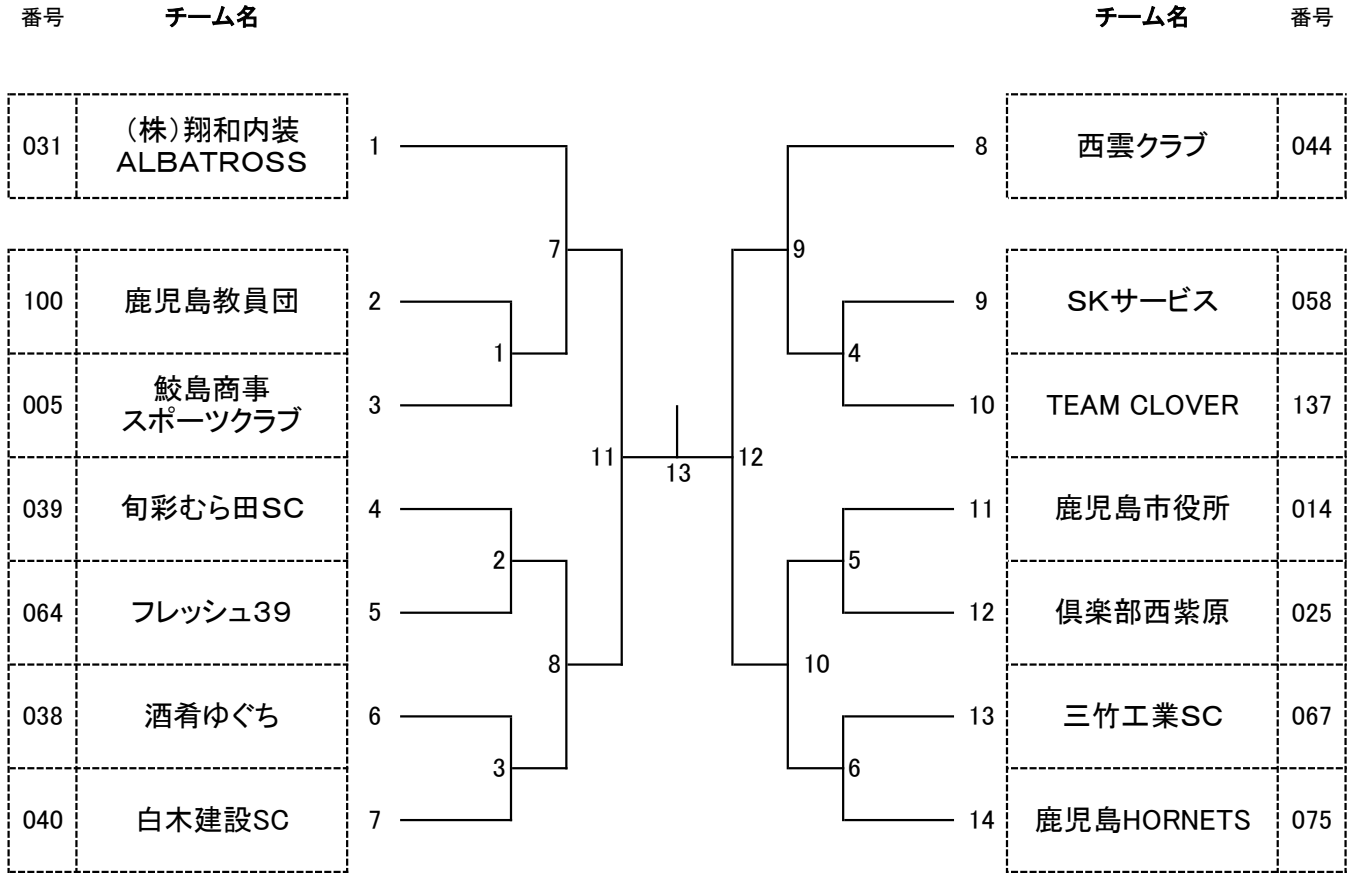 番号 チーム名 チーム名 番号
031 （株）翔和内装 1 8 西雲クラブ 044
ALBATROSS
7 9
100 鹿児島教員団 2 9 SKサービス 058
1 4
005 鮫島商事 3 10 TEAM CLOVER 137
スポーツクラブ
11 13 12
039 旬彩むら田SC 4 11 鹿児島市役所 014
2 5
064 フレッシュ39 5 12 倶楽部西紫原 025
8 10
038 酒肴ゆぐち 6 13 三竹工業SC 067
3 6
040 白木建設SC 7 14 鹿児島HORNETS 075